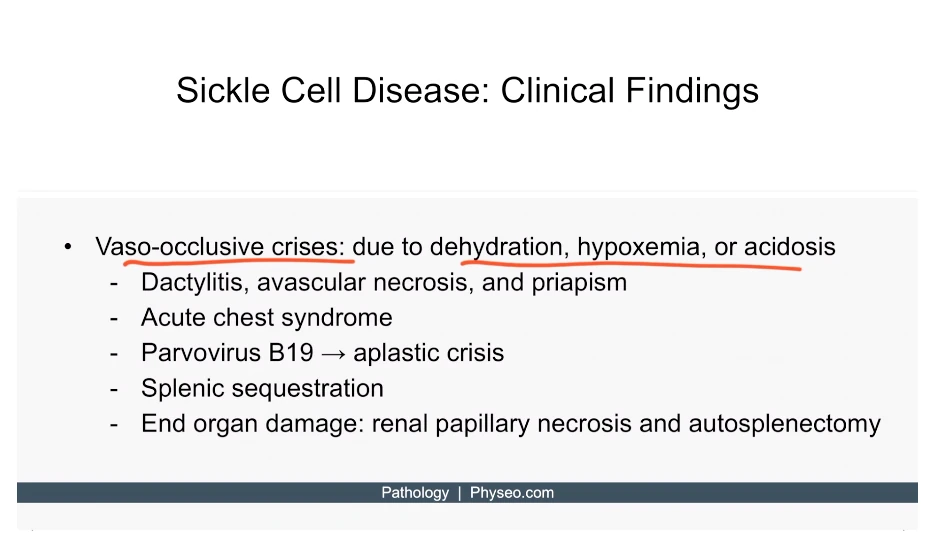 Sickle Cell Disease: Clinical Findings
• Vaso-occlusive crises: due to dehydration, hypoxemia, or acidosis
- Dactylitis, avascular necrosis, and priapism
- Acute chest syndrome
- Parvovirus B19 → aplastic crisis
- Splenic sequestration
- End organ damage: renal papillary necrosis and autosplenectomy
Pathology | Physeo.com